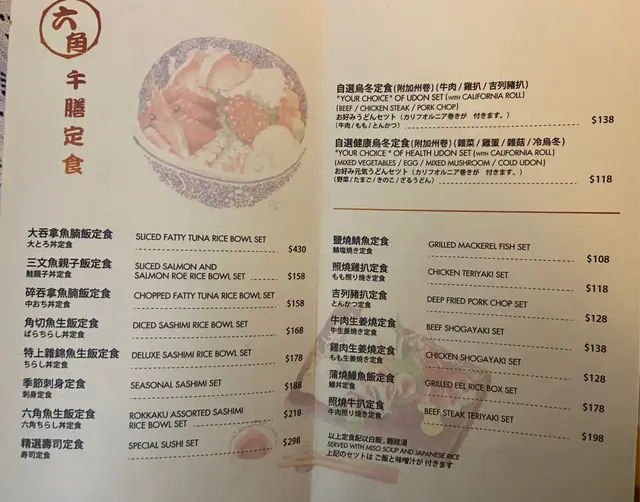 六角
午膳定食
大吞拿魚腩飯定食 SLICED FATTY TUNA RICE BOWL SET $430
大とろ丼定食
三文魚親子飯定食 SLICED SALMON AND
鮭親子丼定食 SALMON ROE RICE BOWL SET $158
碎吞拿魚腩飯定食 CHOPPED FATTY TUNA RICE BOWL SET
中おち丼定食 $158
角切魚生飯定食 DICED SASHIMI RICE BOWL SET
ばらちらし丼定食 $168
特上雜錦魚生飯定食 DELUXE SASHIMI RICE BOWL SET
ちらし丼定食 $178
季節刺身定食 SEASONAL SASHIMI SET $188
刺身定食
六角魚生飯定食 ROKKAKU ASSORTED SASHIMI $218
六角ちらし丼定食 RICE BOWL SET
精選壽司定食 SPECIAL SUSHI SET $298
寿司定食
自選烏冬定食(附加州卷) (牛肉 / 雞扒 / 吉列豬扒)
"YOUR CHOICE" OF UDON SET (WITH CALIFORNIA ROLL)
(BEEF / CHICKEN STEAK / PORK CHOP)
お好みうどんセット (カリフオルニア巻きが 付きます。)
(牛肉 / もも / とんかつ) $138
自選健康烏冬定食(附加州卷) (雜菜 / 雞蛋 / 雜菇 / 冷烏冬)
"YOUR CHOICE" OF HEALTH UDON SET (WITH CALIFORNIA ROLL)
(MIXED VEGETABLES / EGG / MIXED MUSHROOM / COLD UDON)
お好み元気うどんセット (カリフオルニア巻きが 付きます。)
(野菜 / たまご / きのこ / ざるうどん) $118
鹽燒鯖魚定食 GRILLED MACKEREL FISH SET
鯖塩焼き定食 $108
照燒雞扒定食 CHICKEN TERIYAKI SET
もも照り焼き定食 $118
吉列豬扒定食 DEEP FRIED PORK CHOP SET
とんかつ定食 $128
牛肉生姜燒定食 BEEF SHOGAYAKI SET
牛生姜焼き定食 $138
雞肉生姜燒定食 CHICKEN SHOGAYAKI SET
もも生姜焼き定食 $128
蒲燒鰻魚飯定食 GRILLED EEL RICE BOX SET
鰻丼定食 $178
照燒牛扒定食 BEEF STEAK TERIYAKI SET
牛肉照り焼き定食 $198
以上定食配以白飯, 麵豉湯
SERVED WITH MISO SOUP AND JAPANESE RICE
上記のセットは ご飯と味噌汁が 付きます